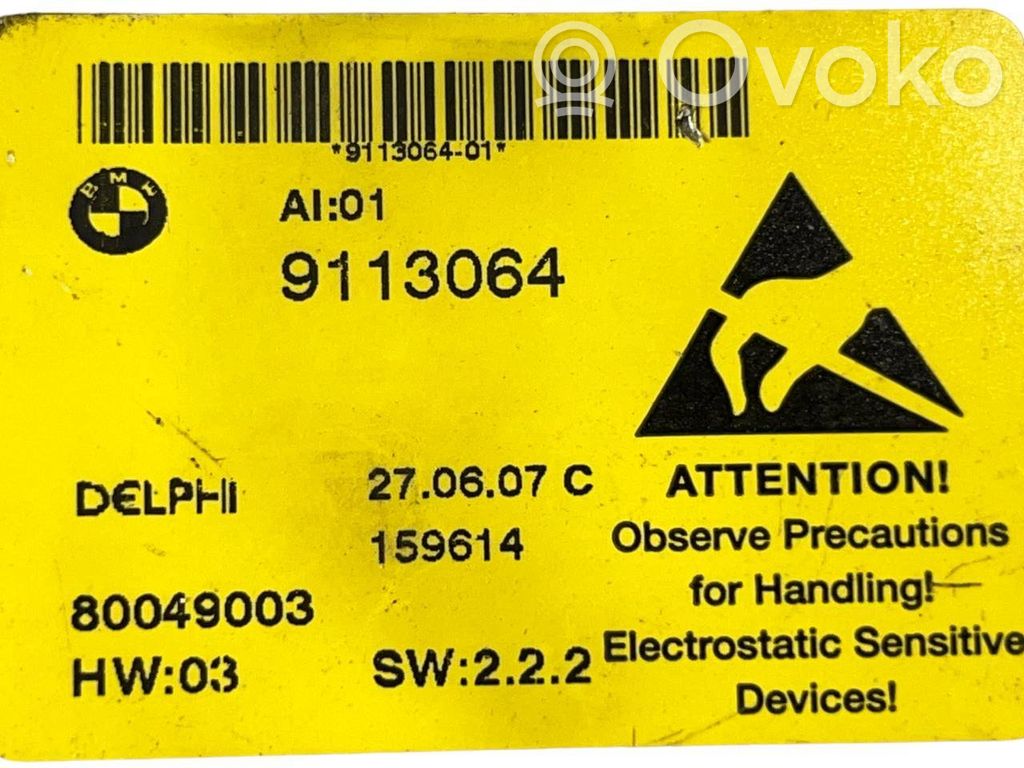 Ovoko
*9113064-01*
BMW
AI:01
9113064
DELPHI
27.06.07 C
159614
80049003
HW:03
SW:2.2.2
ATTENTION!
Observe Precautions
for Handling!
Electrostatic Sensitive
Devices!